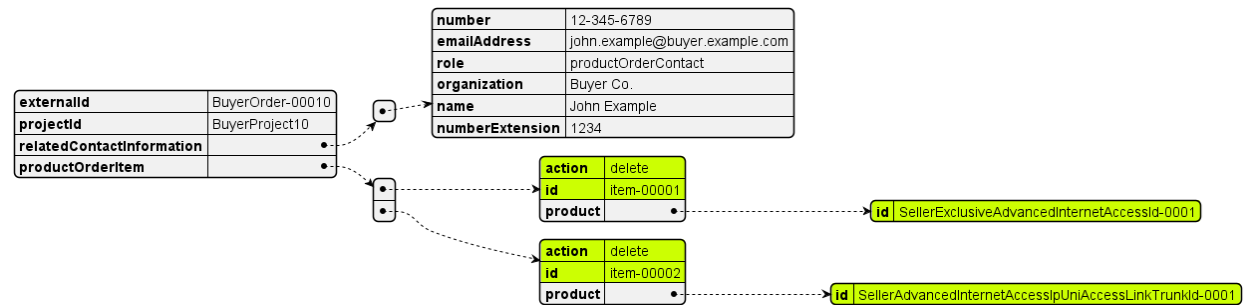 number 12-345-6789
emailAddress john.example@buyer.example.com
role productOrderContact
organization Buyer Co.
name John Example
numberExtension 1234
externalId BuyerOrder-00010
projectId BuyerProject10
relatedContactInformation
productOrderItem
action delete
id item-00001
product
id SellerExclusiveAdvancedInternetAccessId-0001
action delete
id item-00002
product
id SellerAdvancedInternetAccessIpUniAccessLinkTrunkId-0001